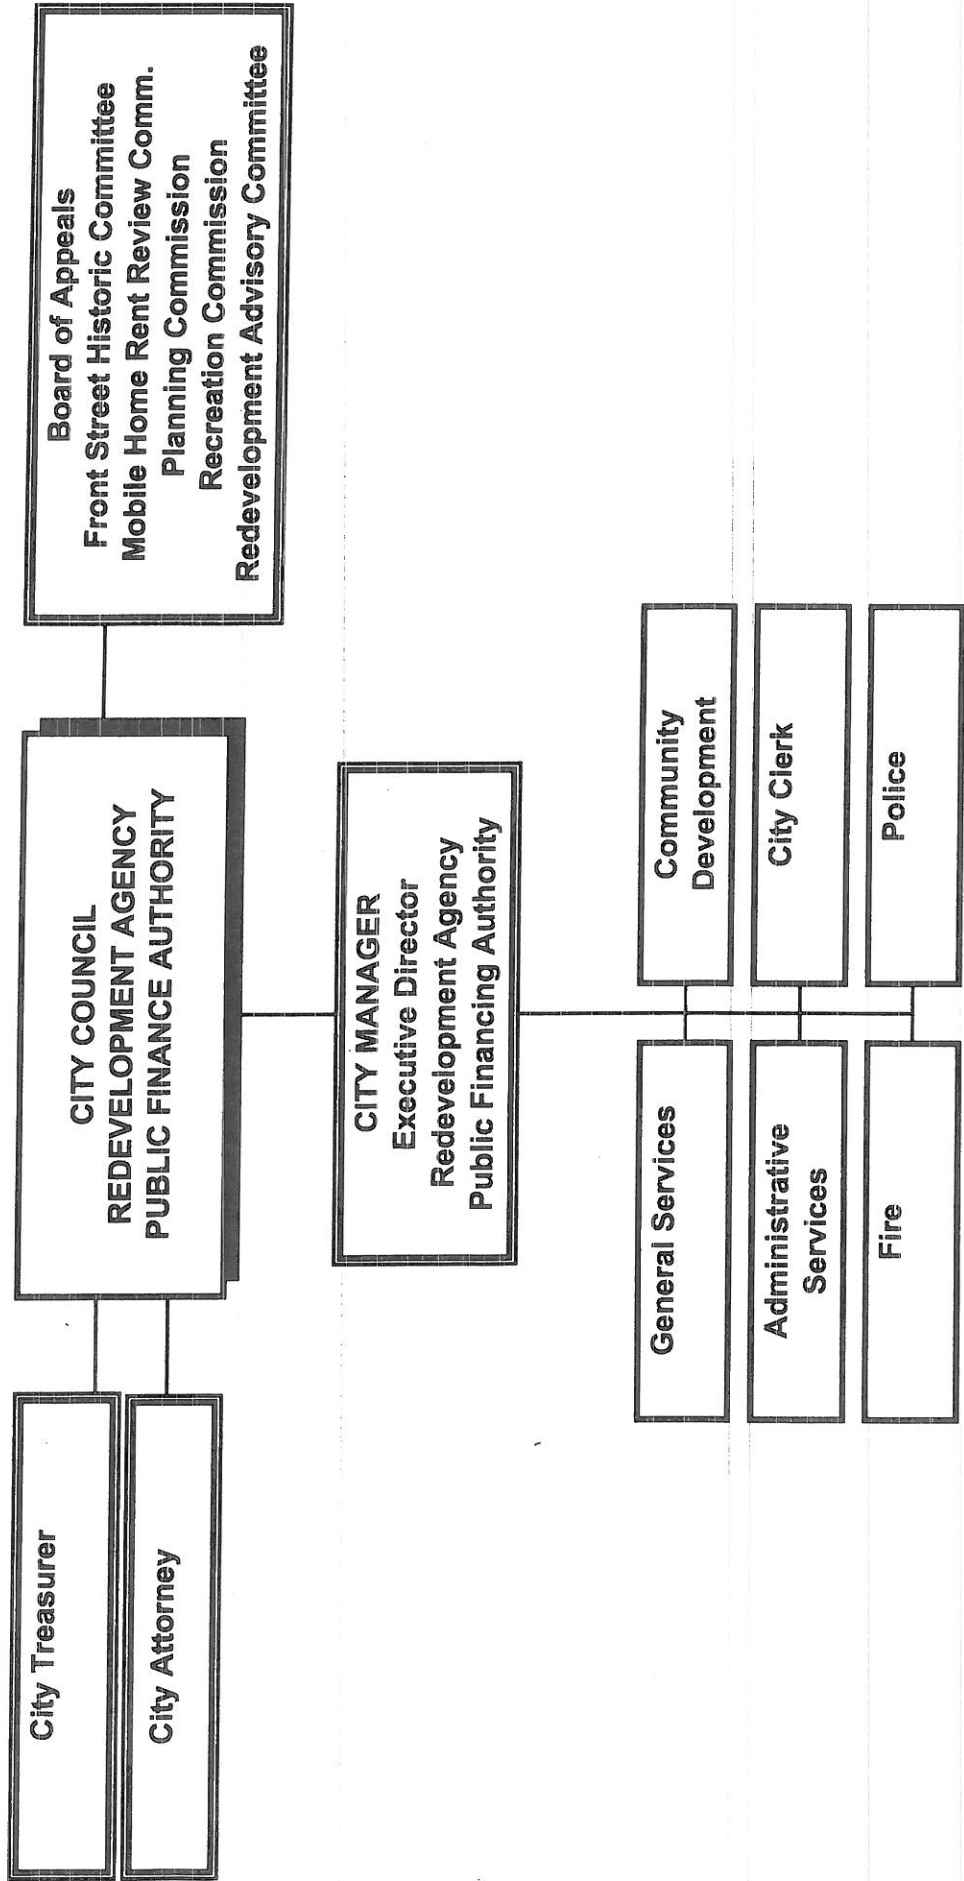 City Treasurer
City Attorney
CITY COUNCIL
REDEVELOPMENT AGENCY
PUBLIC FINANCE AUTHORITY
Board of Appeals
Front Street Historic Committee
Mobile Home Rent Review Comm.
Planning Commission
Recreation Commission
Redevelopment Advisory Committee
CITY MANAGER
Executive Director
Redevelopment Agency
Public Financing Authority
General Services
Community
Development
Administrative
Services
City Clerk
Fire
Police